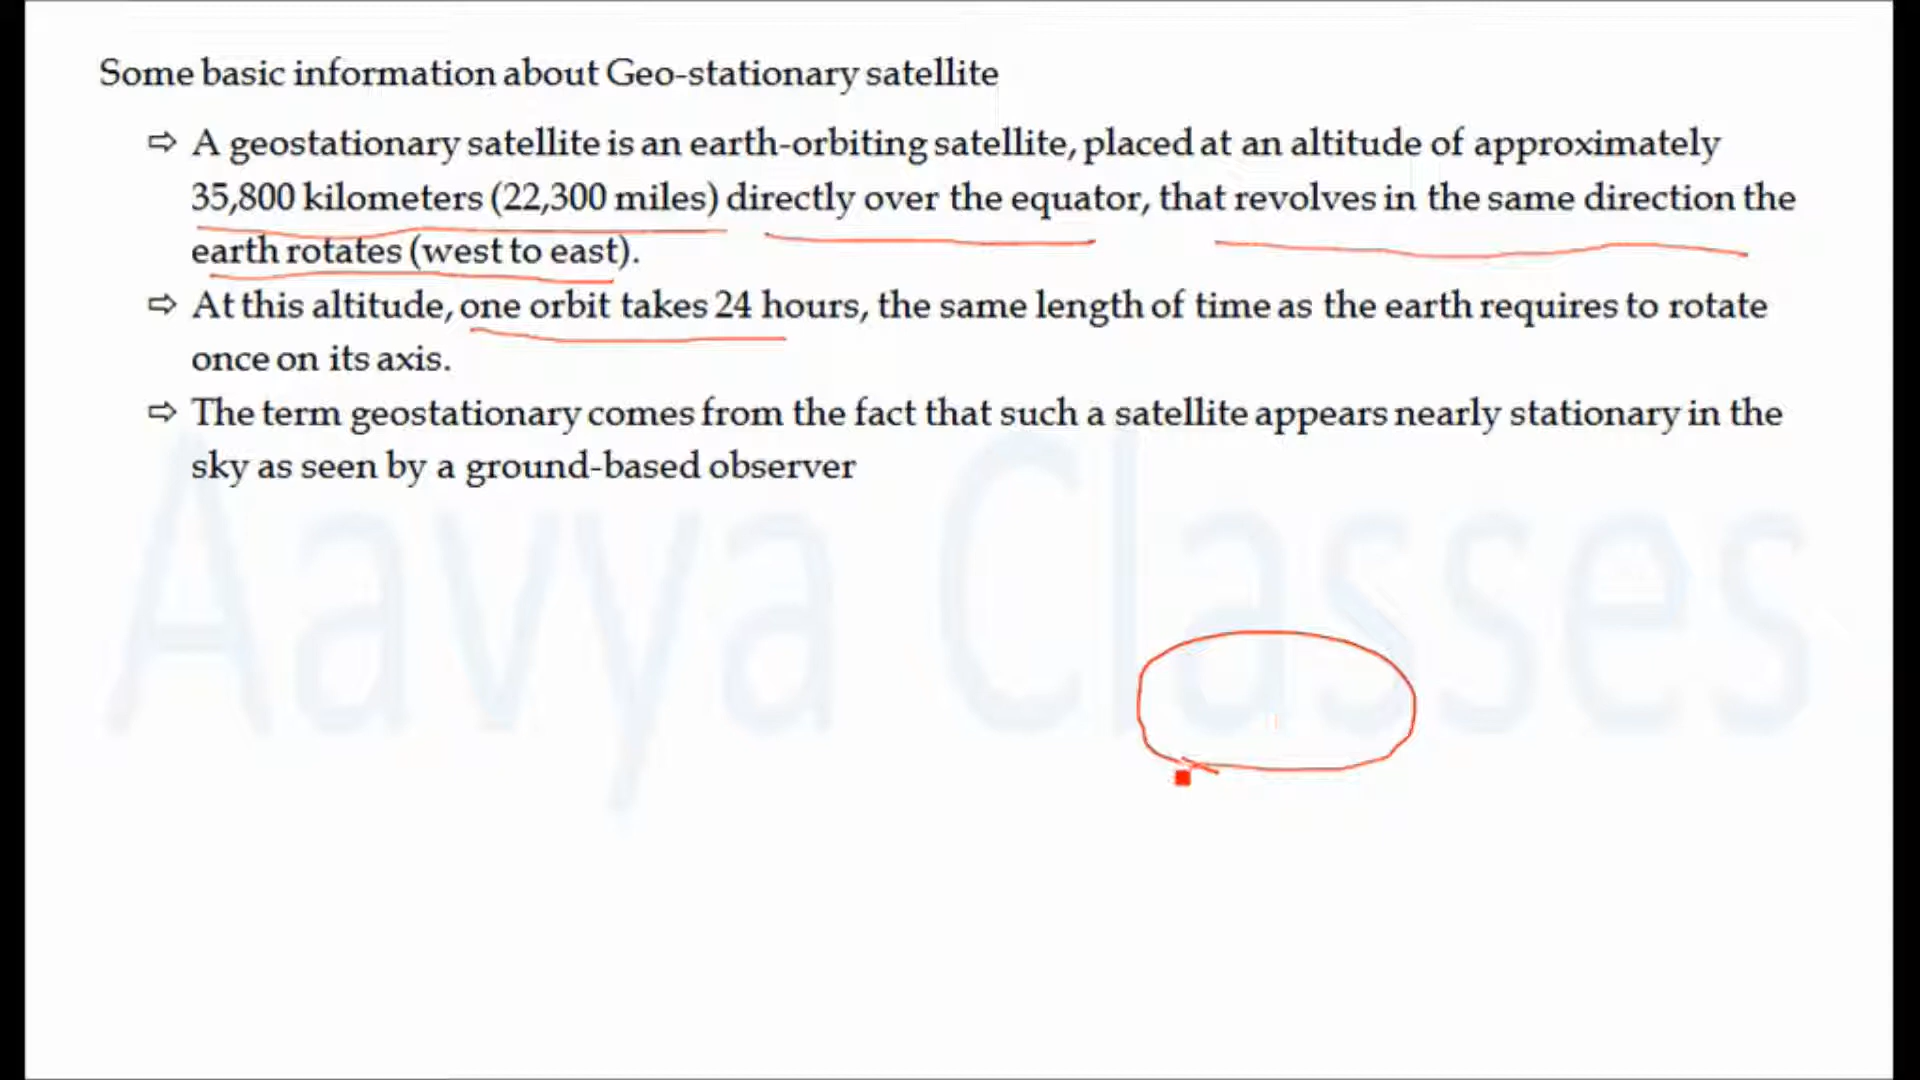 Some basic information about Geo-stationary satellite
⇨ A geostationary satellite is an earth-orbiting satellite, placed at an altitude of approximately
35,800 kilometers (22,300 miles) directly over the equator, that revolves in the same direction the
earth rotates (west to east).
⇨ At this altitude, one orbit takes 24 hours, the same length of time as the earth requires to rotate
once on its axis.
⇨ The term geostationary comes from the fact that such a satellite appears nearly stationary in the
sky as seen by a ground-based observer
Aavya Classes